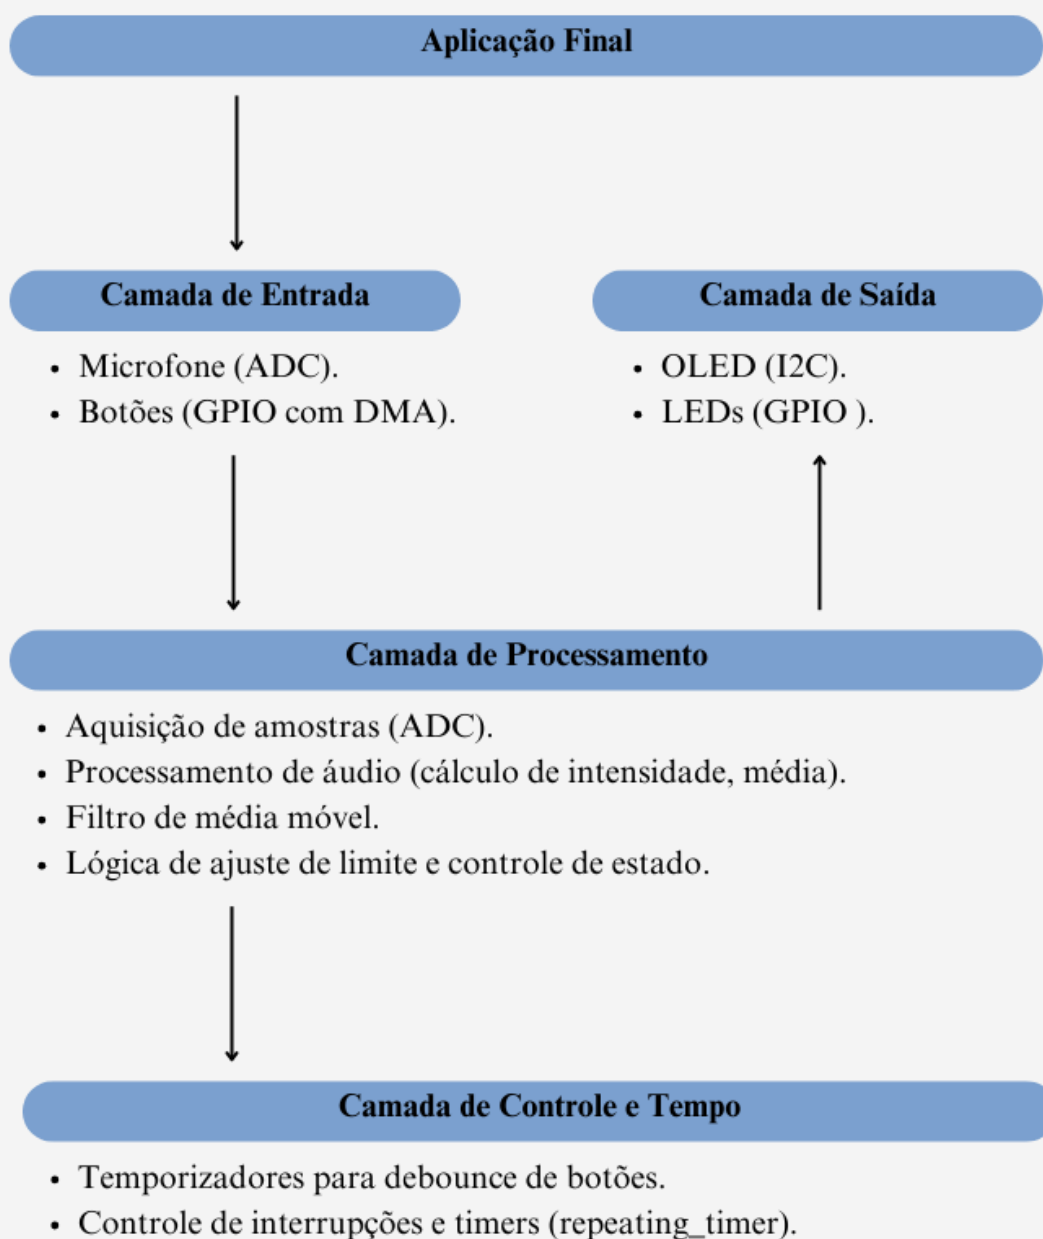 Aplicação Final
Camada de Entrada
• Microfone (ADC).
• Botões (GPIO com DMA).
Camada de Saída
• OLED (I2C).
• LEDs (GPIO ).
Camada de Processamento
• Aquisição de amostras (ADC).
• Processamento de áudio (cálculo de intensidade, média).
• Filtro de média móvel.
• Lógica de ajuste de limite e controle de estado.
Camada de Controle e Tempo
• Temporizadores para debounce de botões.
• Controle de interrupções e timers (repeating_timer).